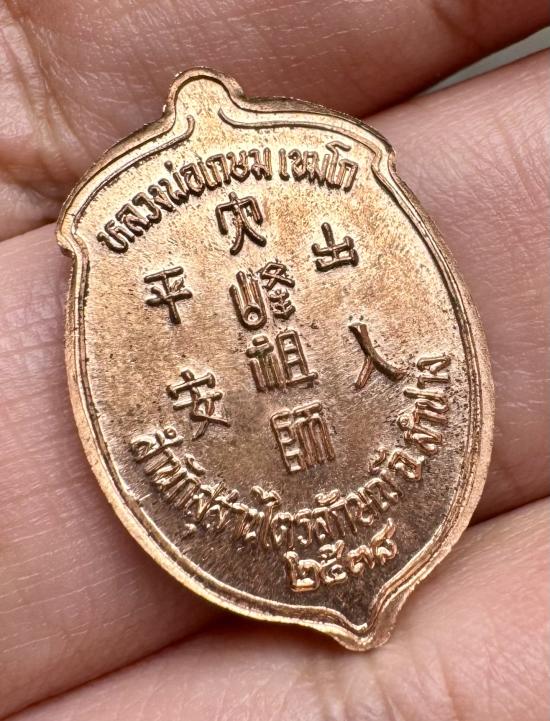 หลวงพ่อเกษม เขมโก
出
人
平
安
祖
師
สำนักสุสานไตรลักษณ์ จ.ลำปาง
๒๕๓๘